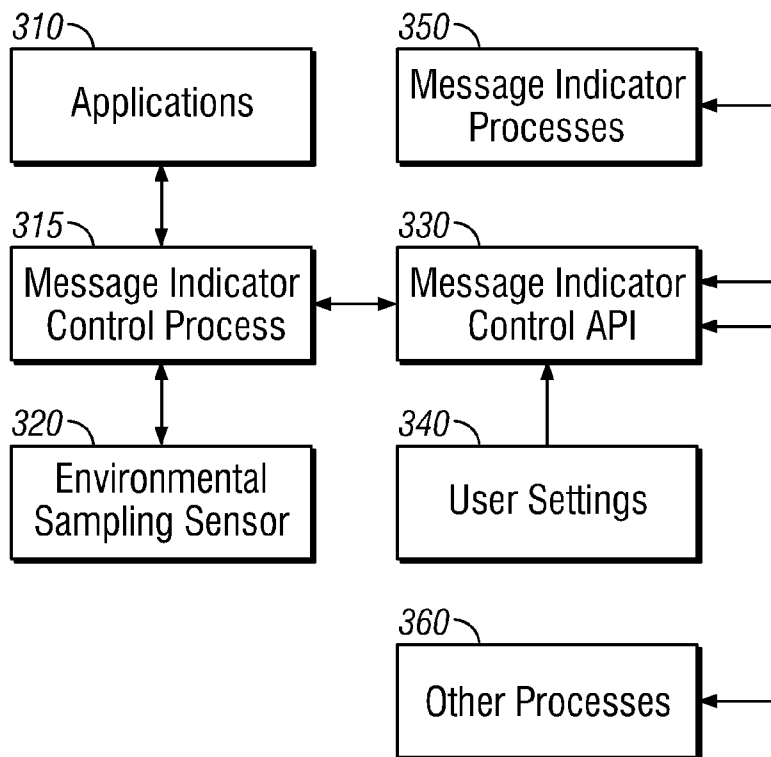 310
Applications
350
Message Indicator
Processes
315
Message Indicator
Control Process
330
Message Indicator
Control API
320
Environmental
Sampling Sensor
340
User Settings
360
Other Processes